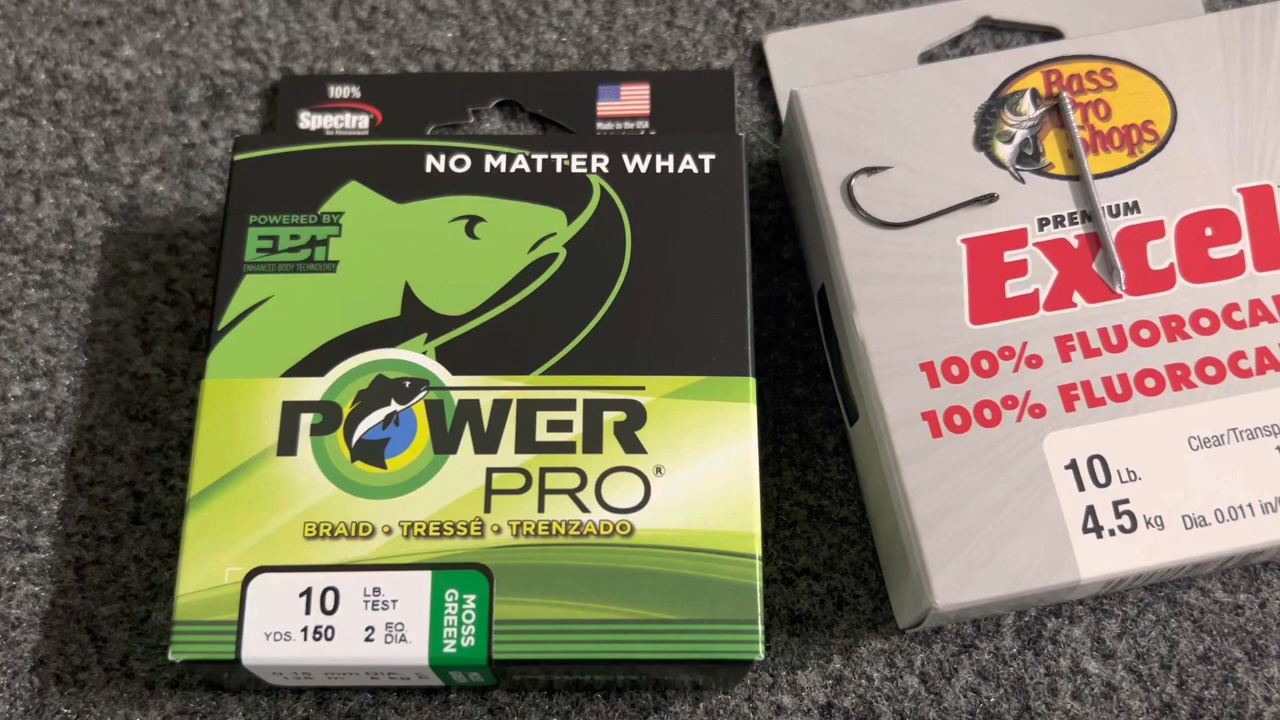 100%
Spectra
Made in the USA
NO MATTER WHAT
POWERED BY
EBT
ENHANCED BODY TECHNOLOGY
POWER
PRO®
BRAID • TRESSÉ • TRENZADO
10 LB. TEST
YDS. 150 2 EQ. DIA.
MOSS GREEN
Bass
Pro
Shops
PREMIUM
Excel
100% FLUOROCA
100% FLUOROCA
Clear/Transp
10 Lb.
4.5 kg Dia. 0.011 in/